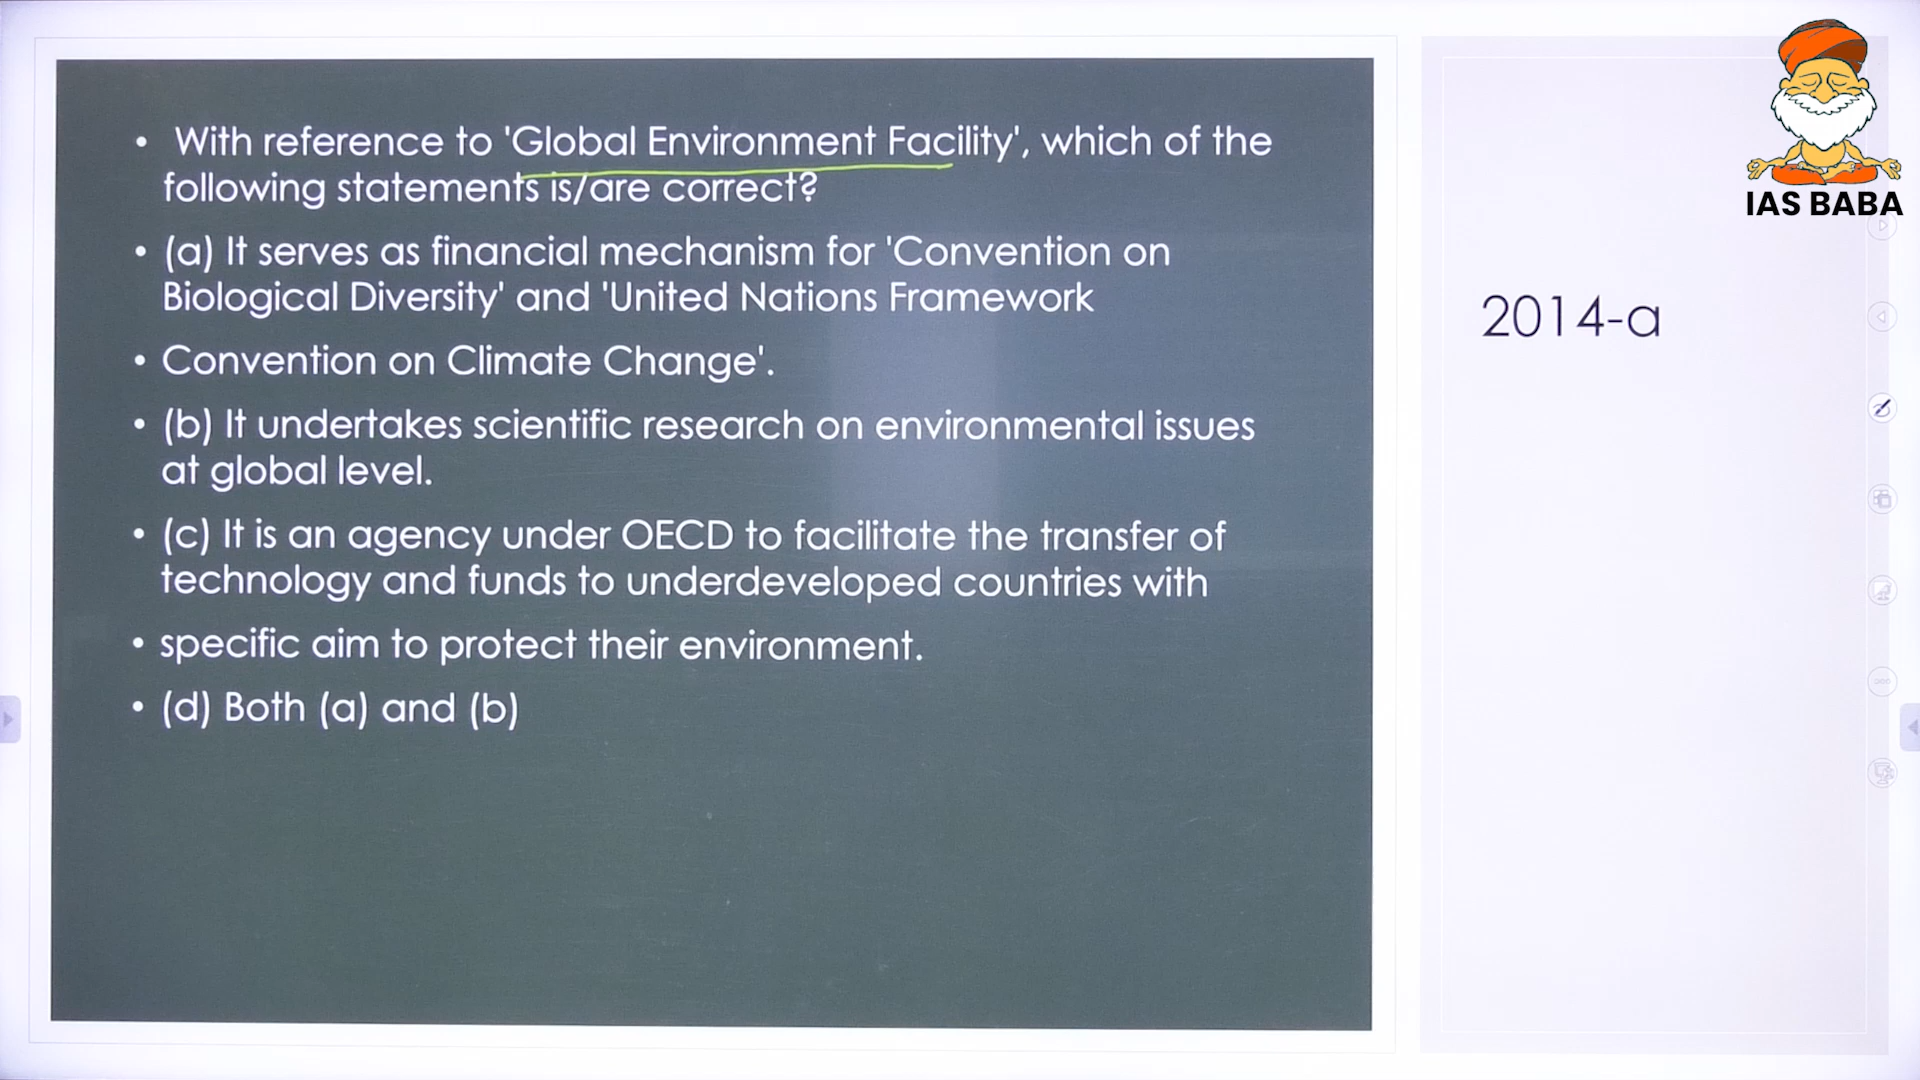 • With reference to 'Global Environment Facility', which of the
following statements is/are correct?
• (a) It serves as financial mechanism for 'Convention on
Biological Diversity' and 'United Nations Framework
• Convention on Climate Change'.
• (b) It undertakes scientific research on environmental issues
at global level.
• (c) It is an agency under OECD to facilitate the transfer of
technology and funds to underdeveloped countries with
• specific aim to protect their environment.
• (d) Both (a) and (b)
IAS BABA
2014-a